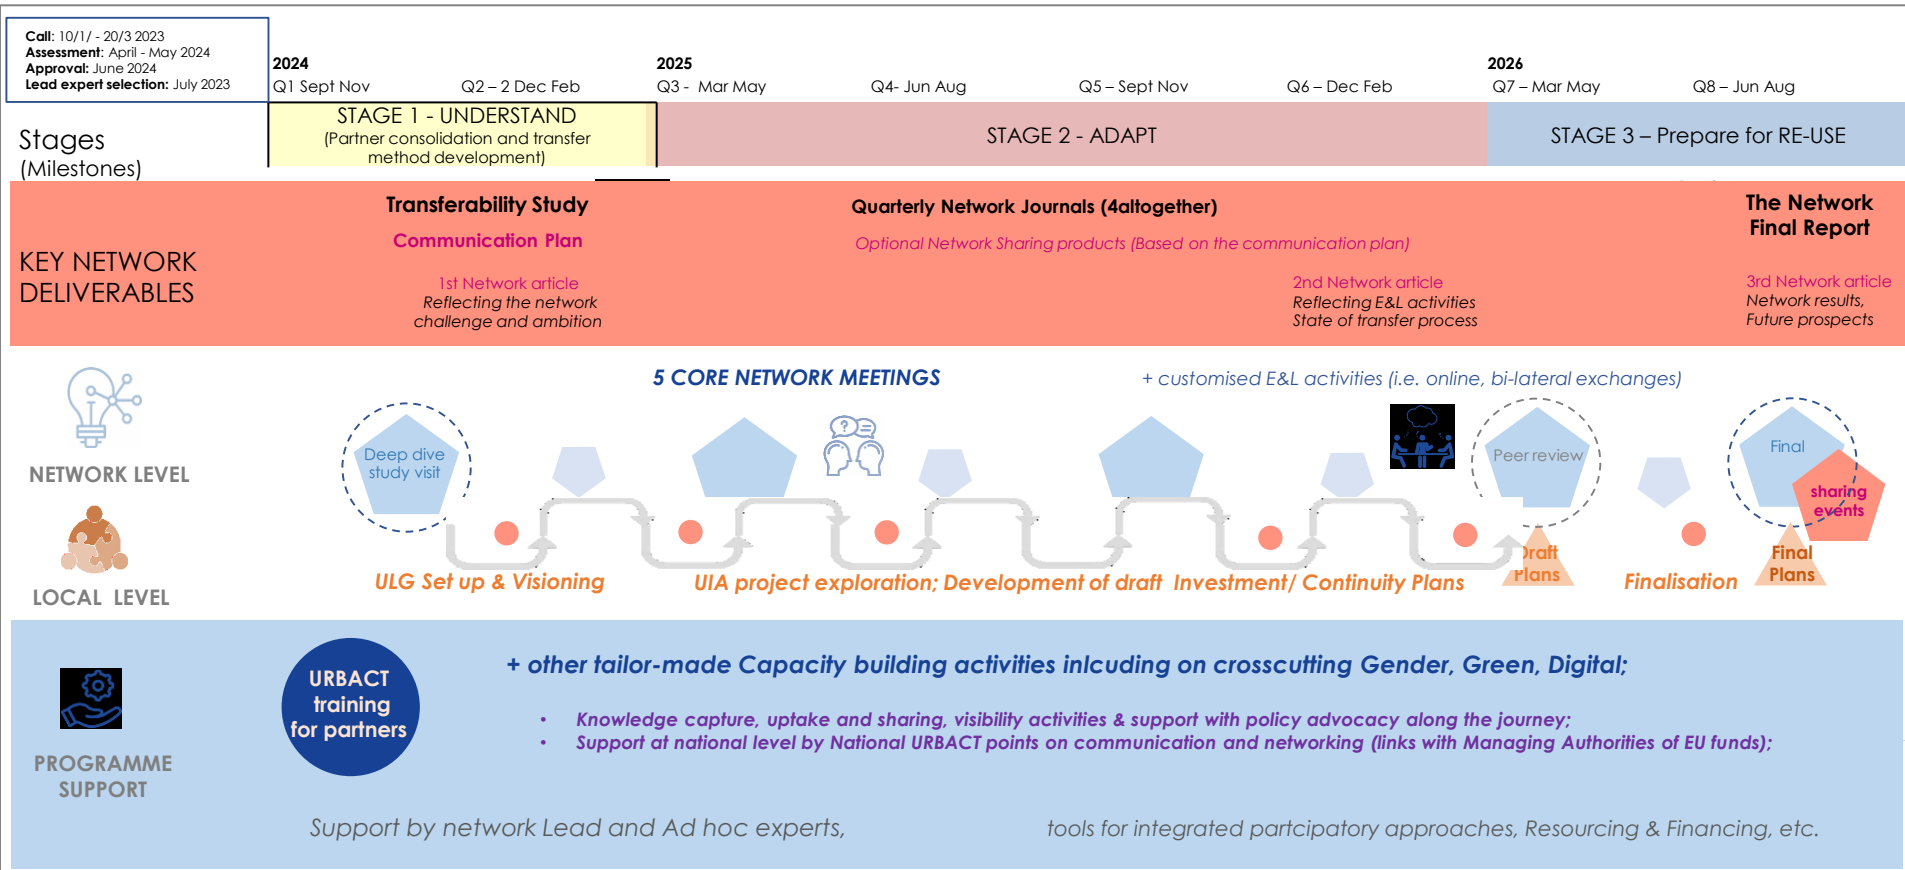 Call: 10/1/ - 20/3 2023
Assessment: April - May 2024
Approval: June 2024
Lead expert selection: July 2023
2024
2025
2026
Q1 Sept Nov
Q2 – 2 Dec Feb
Q3 - Mar May
Q4- Jun Aug
Q5 – Sept Nov
Q6 – Dec Feb
Q7 – Mar May
Q8 – Jun Aug
Stages
(Milestones)
STAGE 1 - UNDERSTAND
(Partner consolidation and transfer
method development)
STAGE 2 - ADAPT
STAGE 3 – Prepare for RE-USE
KEY NETWORK
DELIVERABLES
Transferability Study
Communication Plan
1st Network article
Reflecting the network
challenge and ambition
Quarterly Network Journals (4altogether)
Optional Network Sharing products (Based on the communication plan)
2nd Network article
Reflecting E&L activities
State of transfer process
The Network
Final Report
3rd Network article
Network results,
Future prospects
NETWORK LEVEL
5 CORE NETWORK MEETINGS
+ customised E&L activities (i.e. online, bi-lateral exchanges)
Deep dive
study visit
Peer review
Final
sharing
events
LOCAL LEVEL
ULG Set up & Visioning
UIA project exploration; Development of draft Investment/ Continuity Plans
Draft
Plans
Finalisation
Final
Plans
PROGRAMME
SUPPORT
URBACT
training
for partners
+ other tailor-made Capacity building activities inlcuding on crosscutting Gender, Green, Digital;
• Knowledge capture, uptake and sharing, visibility activities & support with policy advocacy along the journey;
• Support at national level by National URBACT points on communication and networking (links with Managing Authorities of EU funds);
Support by network Lead and Ad hoc experts,
tools for integrated partcipatory approaches, Resourcing & Financing, etc.